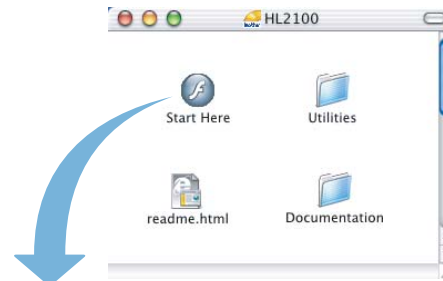 HL2100
Start Here
Utilities
readme.html
Documentation